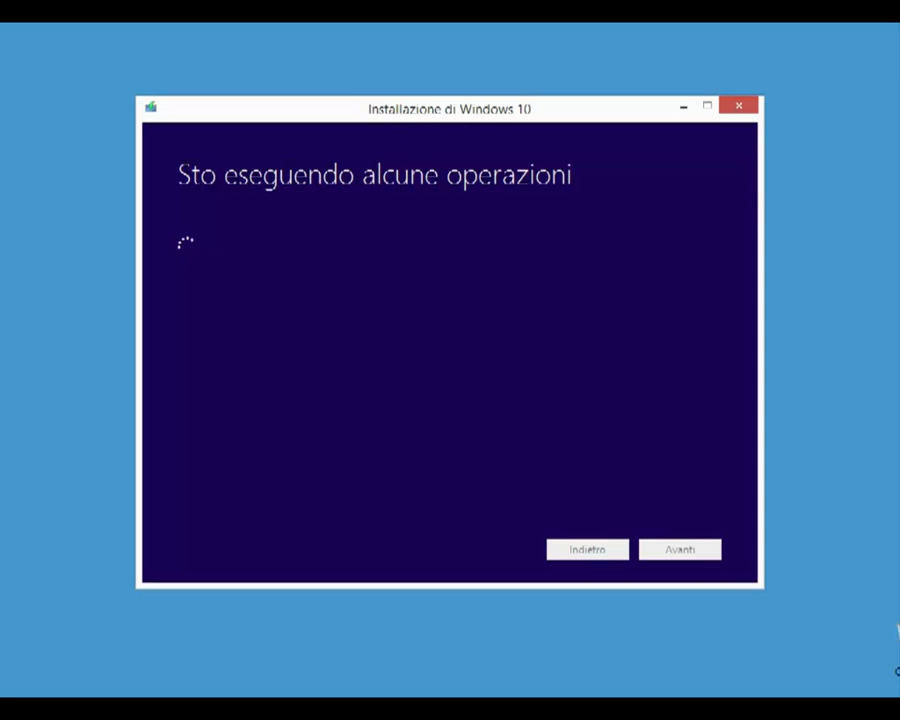 Installazione di Windows 10
Sto eseguendo alcune operazioni
Indietro
Avanti